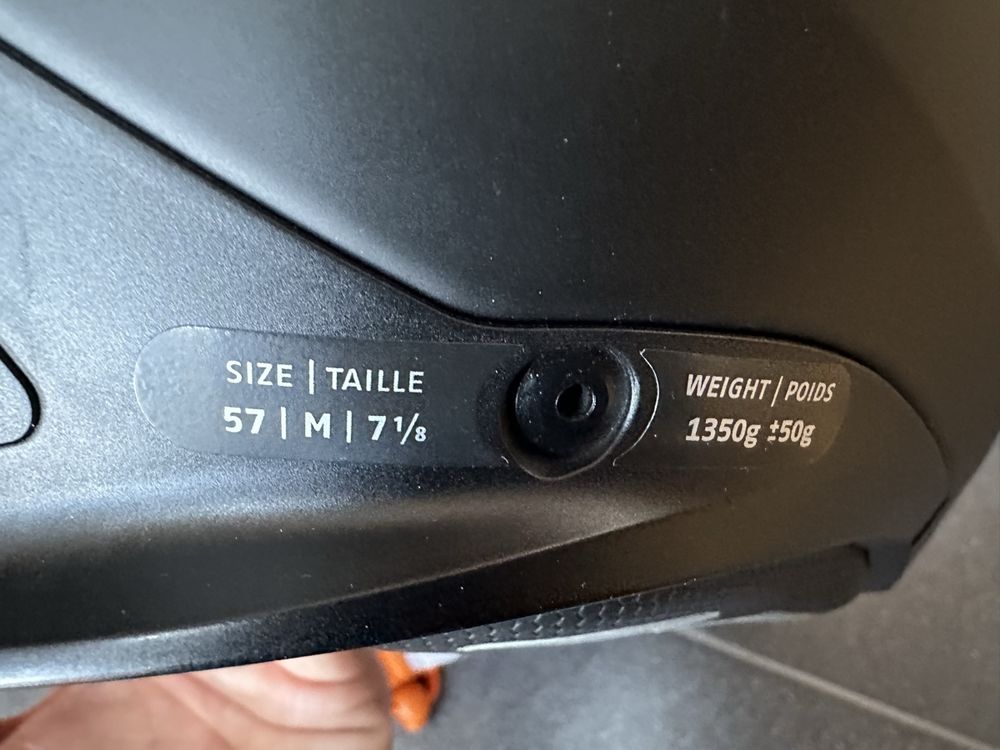 SIZE | TAILLE
57 | M | 7 1/8
WEIGHT | POIDS
1350g ±50g